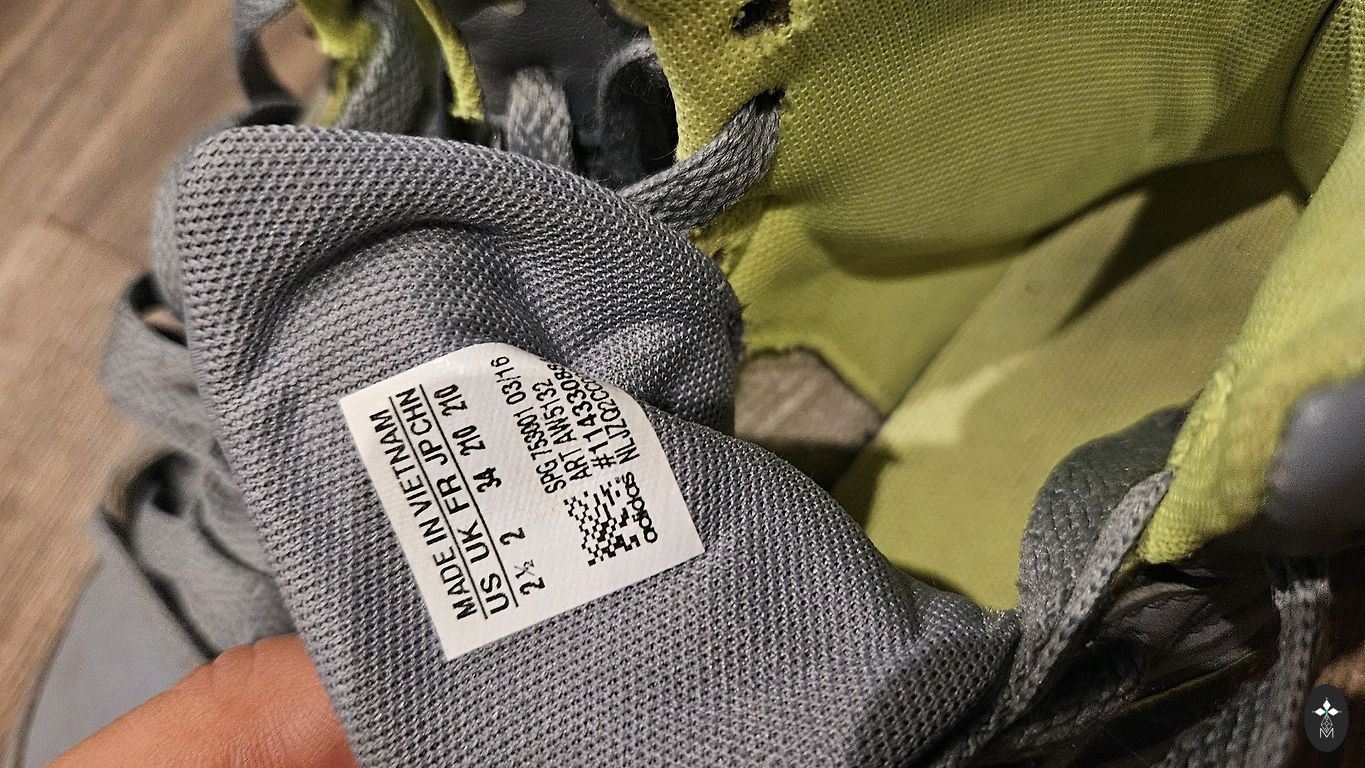 MADE IN VIETNAM
US UK FR JP CHN
2½ 2 34 210 210
SPG 753001 03/16
ART AW5132
adidas
M